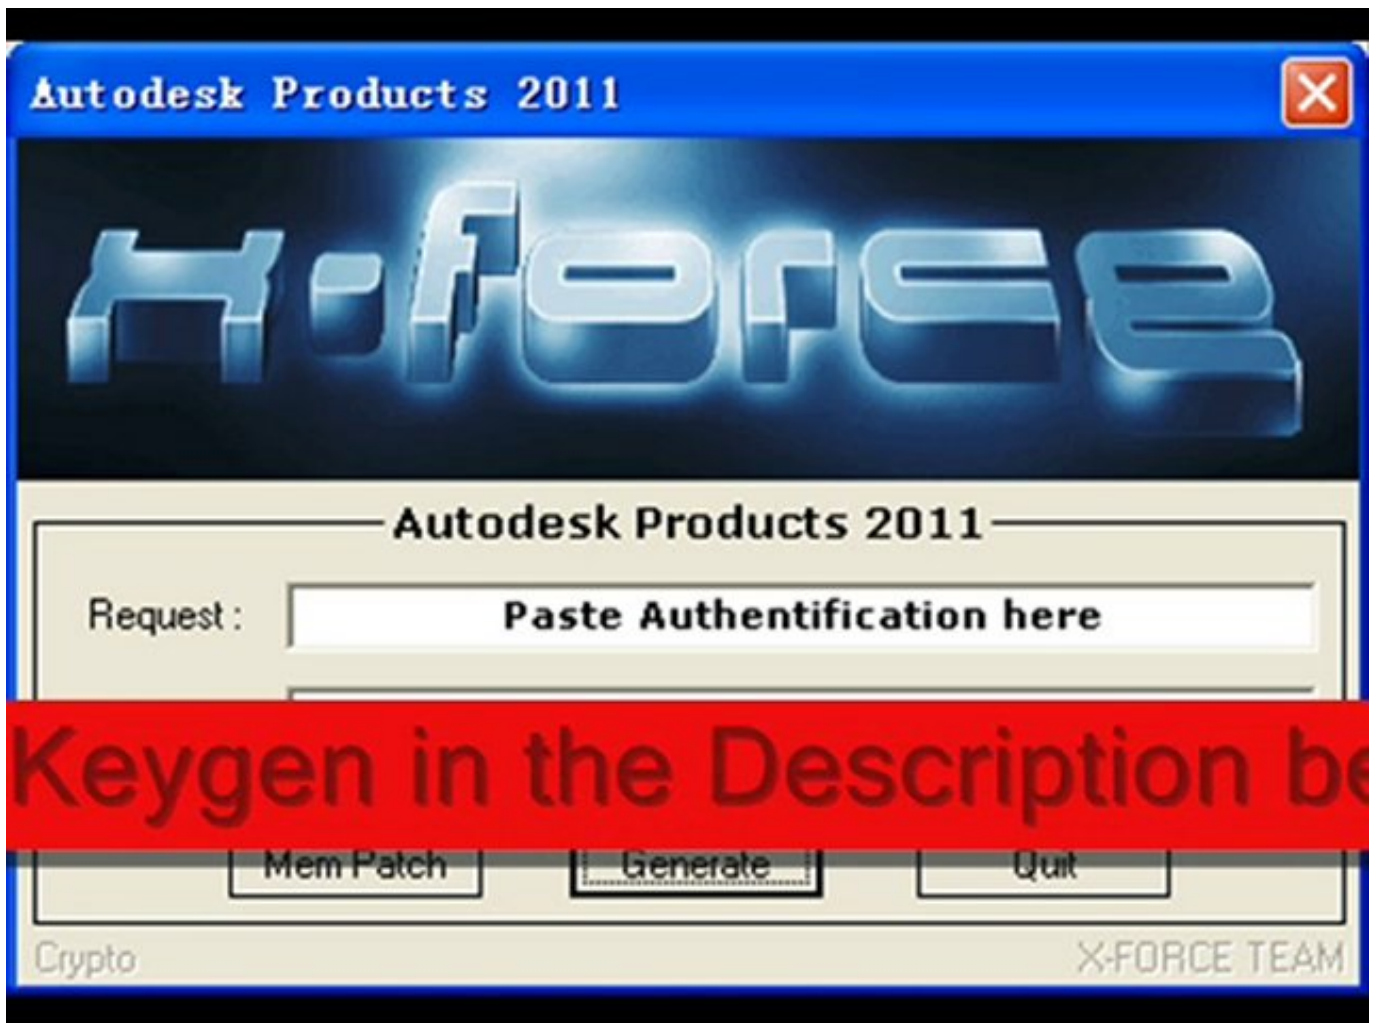 Autodesk Products 2011
X-force
Autodesk Products 2011
Request :
Paste Authentification here
Keygen in the Description be
Mem Patch
Generate
Quit
Crypto
X-FORCE TEAM